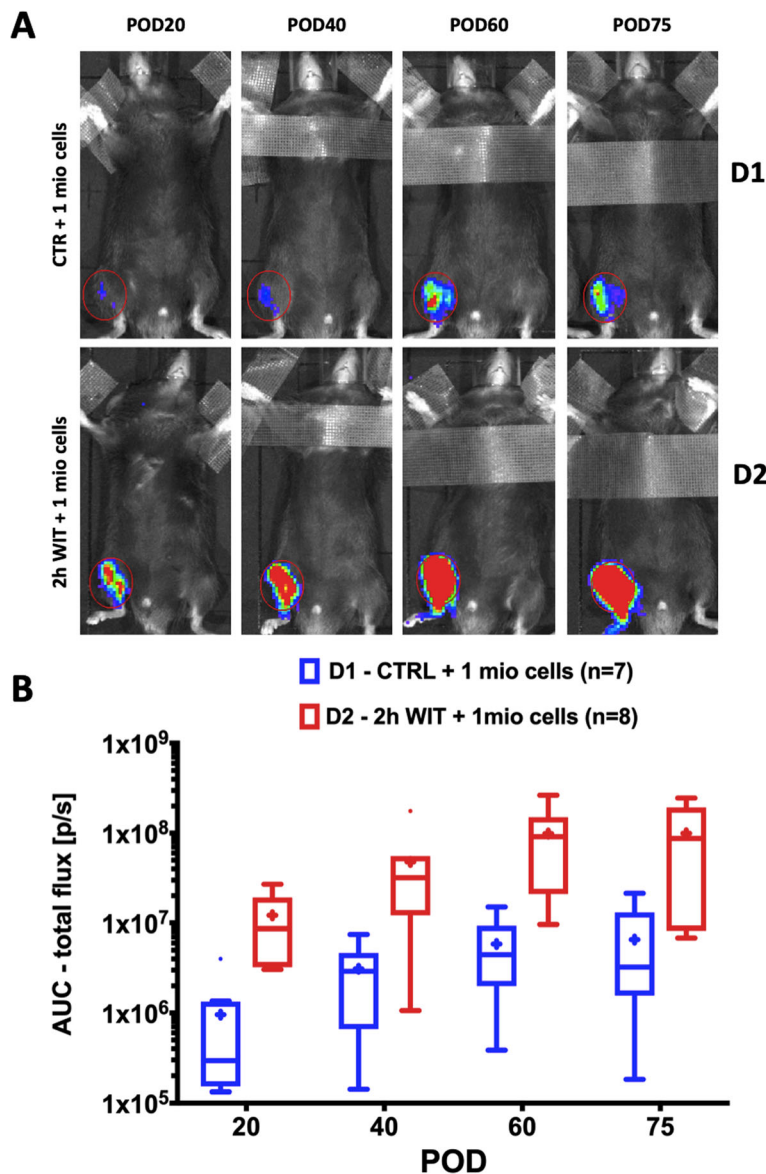 A
POD20 POD40 POD60 POD75
CTR + 1 mio cells
D1
2h WIT + 1 mio cells
D2
B
D1 - CTRL + 1 mio cells (n=7)
D2 - 2h WIT + 1mio cells (n=8)
AUC - total flux [p/s]
1x10⁹
1x10⁸
1x10⁷
1x10⁶
1x10⁵
20 40 60 75
POD